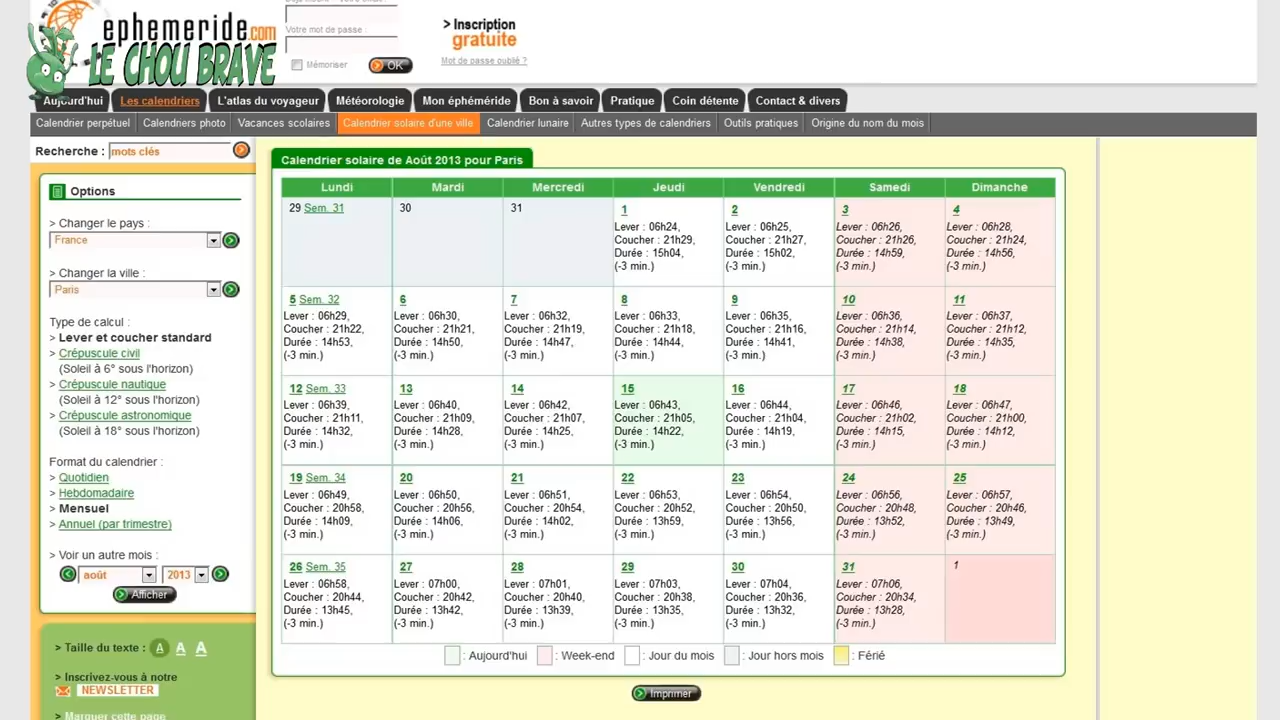 ephemeride.com
LE CHOU BRAVE
Votre mot de passe :
Mémoriser
OK
> Inscription
gratuite
Mot de passe oublié ?
Aujourd'hui
Les calendriers
L'atlas du voyageur
Météorologie
Mon éphéméride
Bon à savoir
Pratique
Coin détente
Contact & divers
Calendrier perpétuel
Calendriers photo
Vacances scolaires
Calendrier solaire d'une ville
Calendrier lunaire
Autres types de calendriers
Outils pratiques
Origine du nom du mois
Recherche : mots clés
Options
> Changer le pays :
France
> Changer la ville :
Paris
Type de calcul :
> Lever et coucher standard
> Crépuscule civil
(Soleil à 6° sous l'horizon)
> Crépuscule nautique
(Soleil à 12° sous l'horizon)
> Crépuscule astronomique
(Soleil à 18° sous l'horizon)
Format du calendrier :
> Quotidien
> Hebdomadaire
> Mensuel
> Annuel (par trimestre)
> Voir un autre mois :
août 2013
Afficher
> Taille du texte : A A A
> Inscrivez-vous à notre
NEWSLETTER
> Marquer cette page
Calendrier solaire de Août 2013 pour Paris
Lundi Mardi Mercredi Jeudi Vendredi Samedi Dimanche
29 Sem. 31
30
31
1
Lever : 06h24,
Coucher : 21h29,
Durée : 15h04,
(-3 min.)
2
Lever : 06h25,
Coucher : 21h27,
Durée : 15h02,
(-3 min.)
3
Lever : 06h26,
Coucher : 21h26,
Durée : 14h59,
(-3 min.)
4
Lever : 06h28,
Coucher : 21h24,
Durée : 14h56,
(-3 min.)
5 Sem. 32
Lever : 06h29,
Coucher : 21h22,
Durée : 14h53,
(-3 min.)
6
Lever : 06h30,
Coucher : 21h21,
Durée : 14h50,
(-3 min.)
7
Lever : 06h32,
Coucher : 21h19,
Durée : 14h47,
(-3 min.)
8
Lever : 06h33,
Coucher : 21h18,
Durée : 14h44,
(-3 min.)
9
Lever : 06h35,
Coucher : 21h16,
Durée : 14h41,
(-3 min.)
10
Lever : 06h36,
Coucher : 21h14,
Durée : 14h38,
(-3 min.)
11
Lever : 06h37,
Coucher : 21h12,
Durée : 14h35,
(-3 min.)
12 Sem. 33
Lever : 06h39,
Coucher : 21h11,
Durée : 14h32,
(-3 min.)
13
Lever : 06h40,
Coucher : 21h09,
Durée : 14h28,
(-3 min.)
14
Lever : 06h42,
Coucher : 21h07,
Durée : 14h25,
(-3 min.)
15
Lever : 06h43,
Coucher : 21h05,
Durée : 14h22,
(-3 min.)
16
Lever : 06h44,
Coucher : 21h04,
Durée : 14h19,
(-3 min.)
17
Lever : 06h46,
Coucher : 21h02,
Durée : 14h15,
(-3 min.)
18
Lever : 06h47,
Coucher : 21h00,
Durée : 14h12,
(-3 min.)
19 Sem. 34
Lever : 06h49,
Coucher : 20h58,
Durée : 14h09,
(-3 min.)
20
Lever : 06h50,
Coucher : 20h56,
Durée : 14h06,
(-3 min.)
21
Lever : 06h51,
Coucher : 20h54,
Durée : 14h02,
(-3 min.)
22
Lever : 06h53,
Coucher : 20h52,
Durée : 13h59,
(-3 min.)
23
Lever : 06h54,
Coucher : 20h50,
Durée : 13h56,
(-3 min.)
24
Lever : 06h56,
Coucher : 20h48,
Durée : 13h52,
(-3 min.)
25
Lever : 06h57,
Coucher : 20h46,
Durée : 13h49,
(-3 min.)
26 Sem. 35
Lever : 06h58,
Coucher : 20h44,
Durée : 13h45,
(-3 min.)
27
Lever : 07h00,
Coucher : 20h42,
Durée : 13h42,
(-3 min.)
28
Lever : 07h01,
Coucher : 20h40,
Durée : 13h39,
(-3 min.)
29
Lever : 07h03,
Coucher : 20h38,
Durée : 13h35,
(-3 min.)
30
Lever : 07h04,
Coucher : 20h36,
Durée : 13h32,
(-3 min.)
31
Lever : 07h06,
Coucher : 20h34,
Durée : 13h28,
(-3 min.)
1
: Aujourd'hui : Week-end : Jour du mois : Jour hors mois : Férié
Imprimer